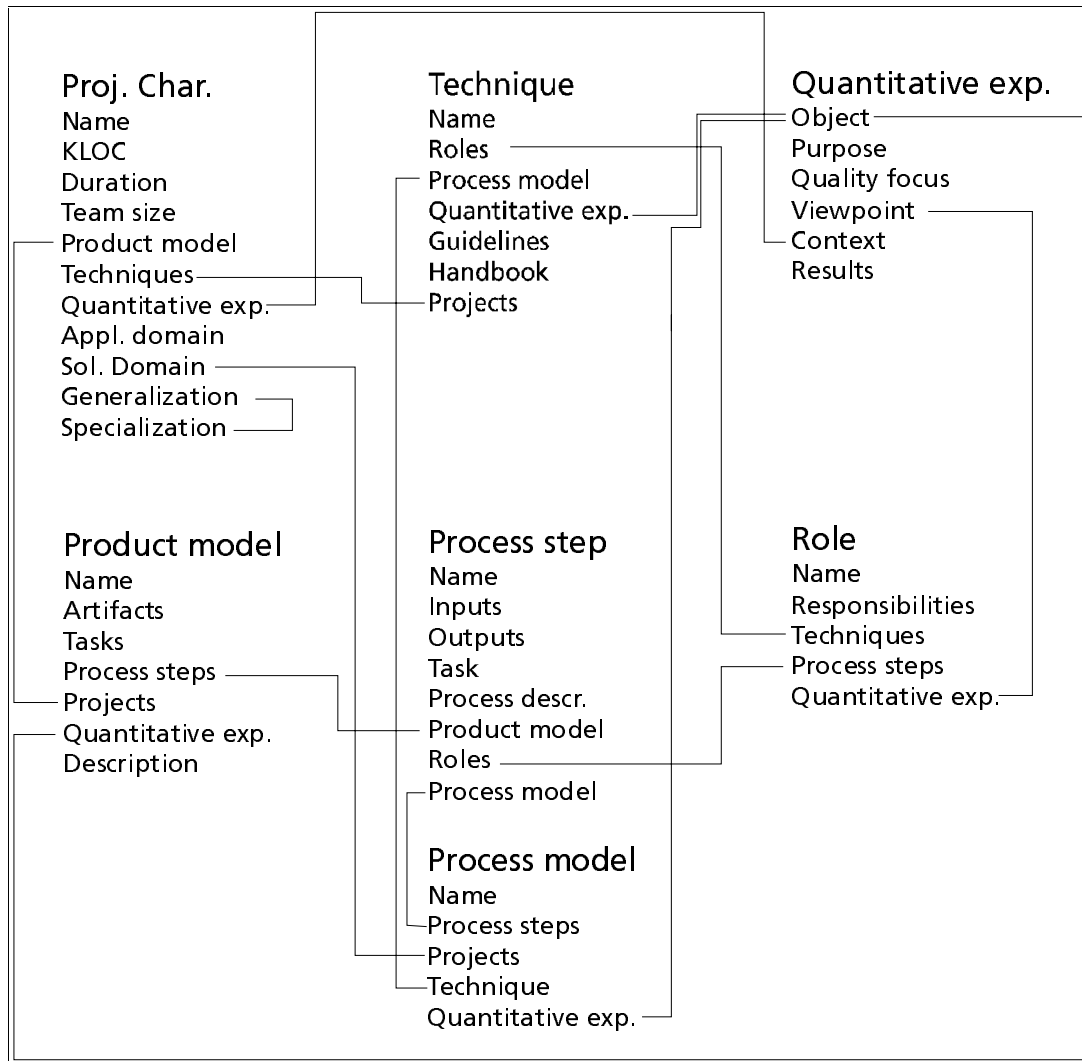 Proj. Char.
Name
KLOC
Duration
Team size
Product model
Techniques
Quantitative exp.
Appl. domain
Sol. Domain
Generalization
Specialization
Technique
Name
Roles
Process model
Quantitative exp.
Guidelines
Handbook
Projects
Quantitative exp.
Object
Purpose
Quality focus
Viewpoint
Context
Results
Product model
Name
Artifacts
Tasks
Process steps
Projects
Quantitative exp.
Description
Process step
Name
Inputs
Outputs
Task
Process descr.
Product model
Roles
Process model
Role
Name
Responsibilities
Techniques
Process steps
Quantitative exp.
Process model
Name
Process steps
Projects
Technique
Quantitative exp.